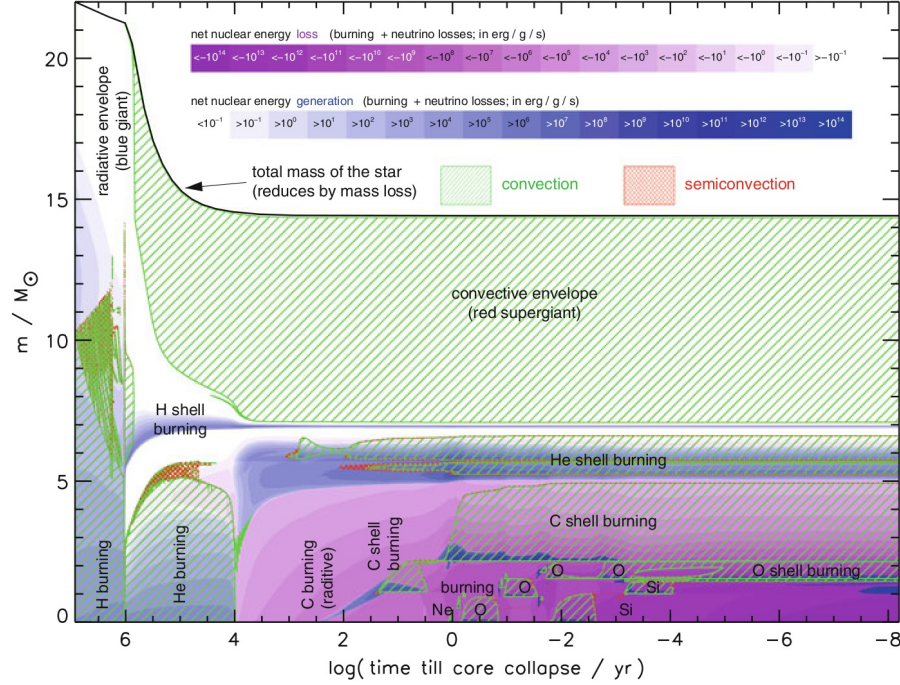 net nuclear energy loss (burning + neutrino losses; in erg / g / s)
<−10^14 <−10^13 <−10^12 <−10^11 <−10^10 <−10^9 <−10^8 <−10^7 <−10^6 <−10^5 <−10^4 <−10^3 <−10^2 <−10^1 <−10^0 <−10^−1 >−10^−1
net nuclear energy generation (burning + neutrino losses; in erg / g / s)
<10^−1 >10^−1 >10^0 >10^1 >10^2 >10^3 >10^4 >10^5 >10^6 >10^7 >10^8 >10^9 >10^10 >10^11 >10^12 >10^13 >10^14
radiative envelope
(blue giant)
total mass of the star
(reduces by mass loss)
convection
semiconvection
convective envelope
(red supergiant)
H shell
burning
He shell burning
C shell burning
H burning
He burning
C burning
(raditive)
C shell
burning
O
O
O shell burning
burning
O
Si
Ne
O
Si
20
15
10
5
0
m / M☉
6 4 2 0 −2 −4 −6 −8
log(time till core collapse / yr)